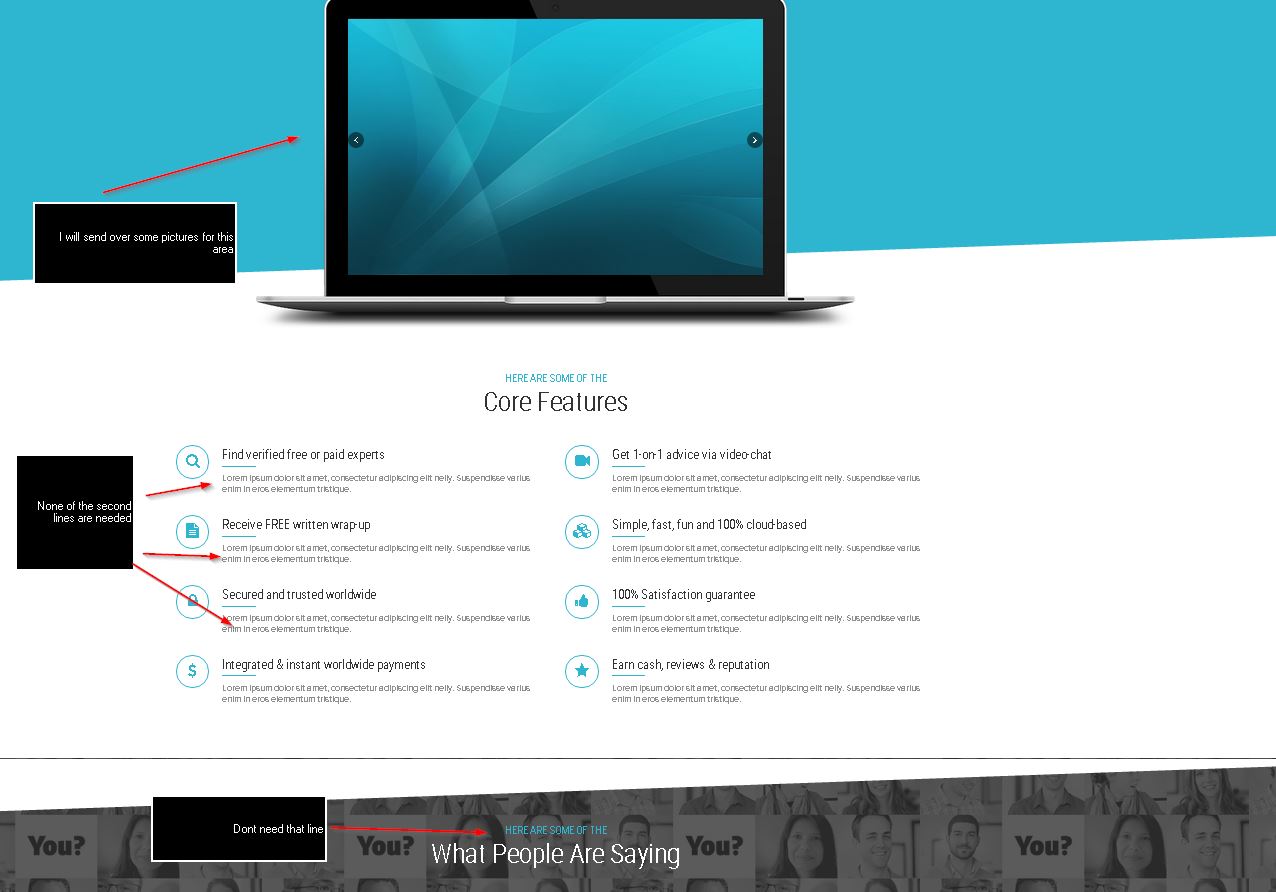 I will send over some pictures for this
area
HERE ARE SOME OF THE
Core Features
None of the second
lines are needed
Find verified free or paid experts
Lorem ipsum dolor sit amet, consectetur adipiscing elit nelly. Suspendisse varius
enim in eros elementum tristique.
Get 1-on-1 advice via video-chat
Lorem ipsum dolor sit amet, consectetur adipiscing elit nelly. Suspendisse varius
enim in eros elementum tristique.
Receive FREE written wrap-up
Lorem ipsum dolor sit amet, consectetur adipiscing elit nelly. Suspendisse varius
enim in eros elementum tristique.
Simple, fast, fun and 100% cloud-based
Lorem ipsum dolor sit amet, consectetur adipiscing elit nelly. Suspendisse varius
enim in eros elementum tristique.
Secured and trusted worldwide
Lorem ipsum dolor sit amet, consectetur adipiscing elit nelly. Suspendisse varius
enim in eros elementum tristique.
100% Satisfaction guarantee
Lorem ipsum dolor sit amet, consectetur adipiscing elit nelly. Suspendisse varius
enim in eros elementum tristique.
Integrated & instant worldwide payments
Lorem ipsum dolor sit amet, consectetur adipiscing elit nelly. Suspendisse varius
enim in eros elementum tristique.
Earn cash, reviews & reputation
Lorem ipsum dolor sit amet, consectetur adipiscing elit nelly. Suspendisse varius
enim in eros elementum tristique.
Dont need that line
HERE ARE SOME OF THE
What People Are Saying
You?
You?
You?
You?